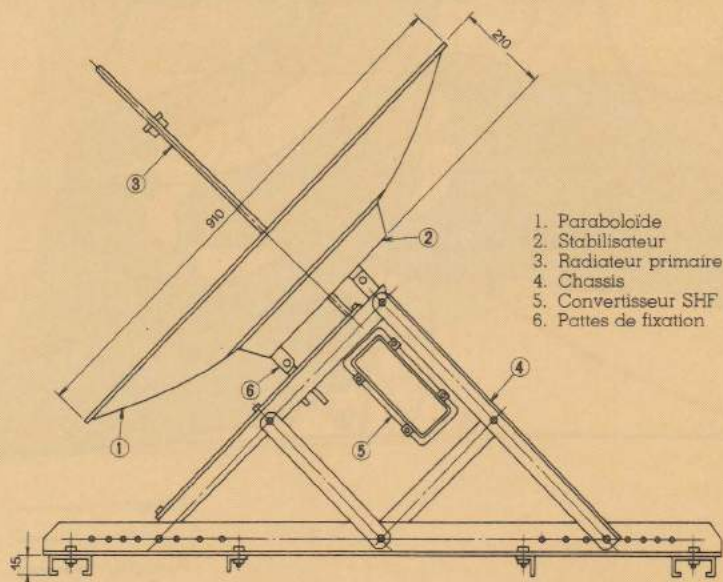 210
910
③
②
1. Paraboloïde
2. Stabilisateur
3. Radiateur primaire
4. Chassis
5. Convertisseur SHF
6. Pattes de fixation
⑥
④
⑤
①
45